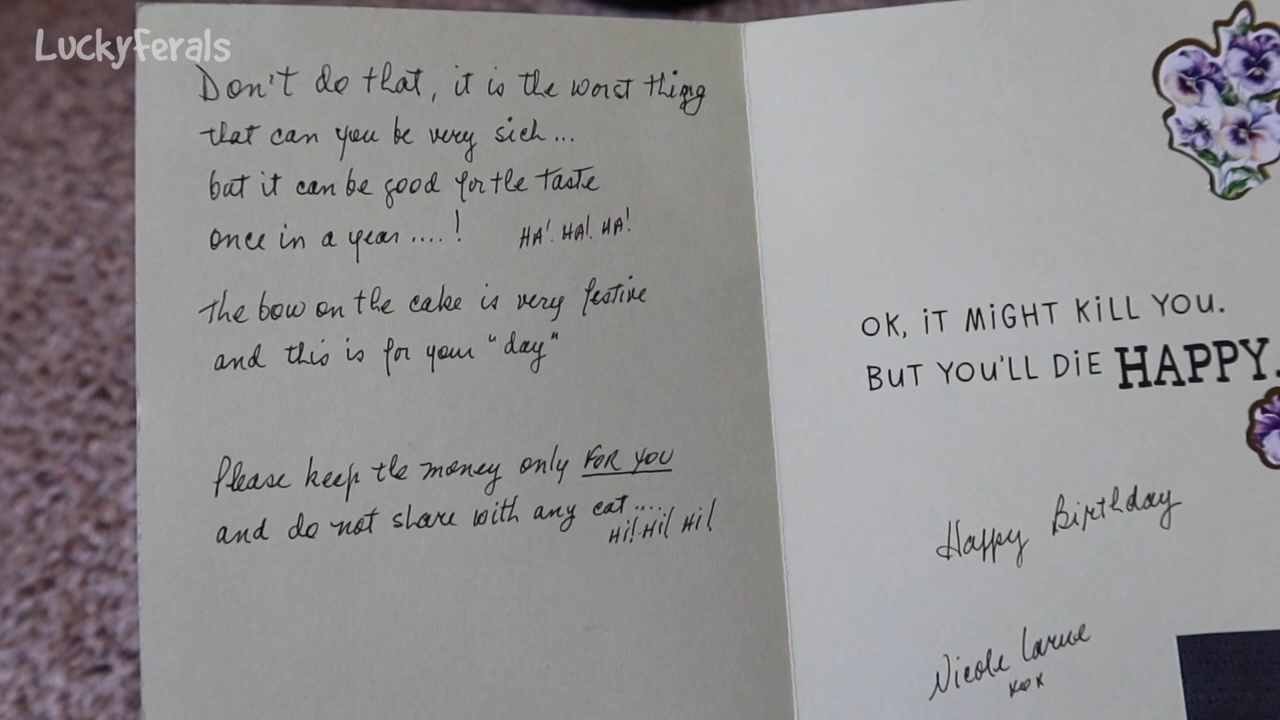 LuckyFerals
Don't do that, it is the worst thing
that can you be very sick...
but it can be good for the taste
once in a year ....! HA! HA! HA!
the bow on the cake is very festive
and this is for your "day"
Please keep the money only FOR YOU
and do not share with any cat....
Hi! Hi! Hi!
OK, iT MiGHT KiLL YOU.
BUT YOU'LL DiE HAPPY.
Happy Birthday
Nicole Larue
xox